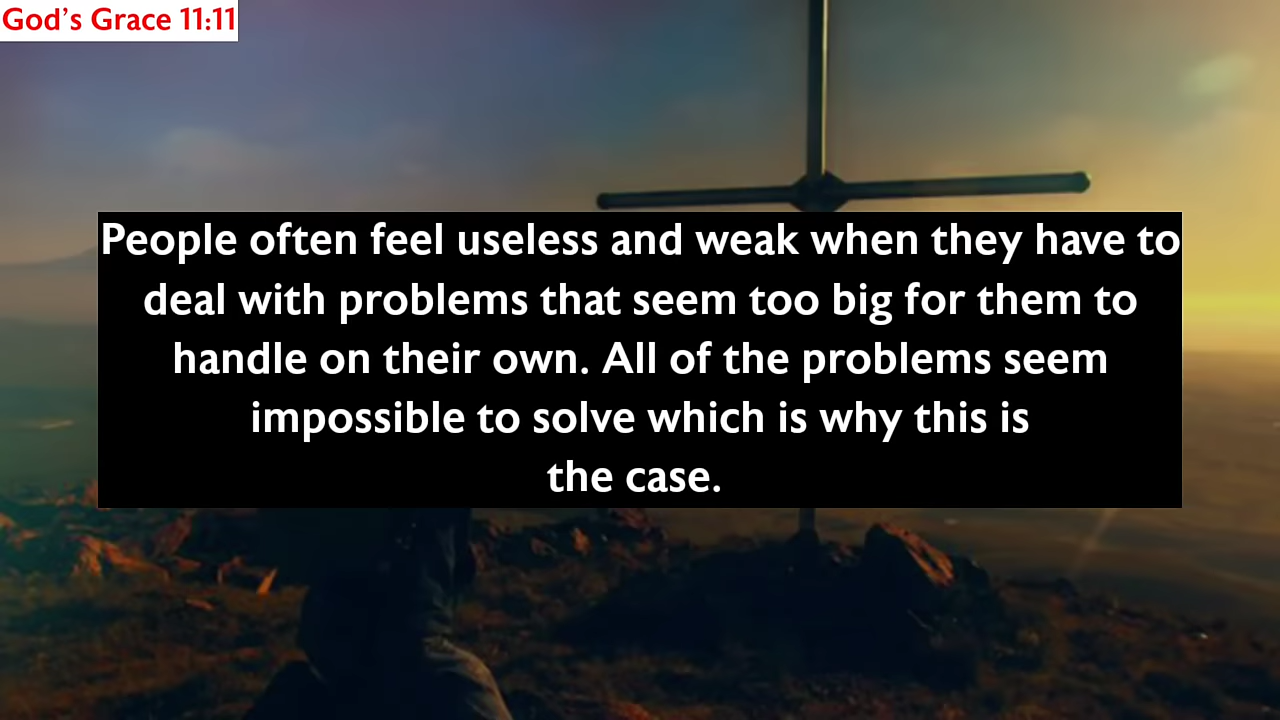 God’s Grace 11:11
People often feel useless and weak when they have to
deal with problems that seem too big for them to
handle on their own. All of the problems seem
impossible to solve which is why this is
the case.